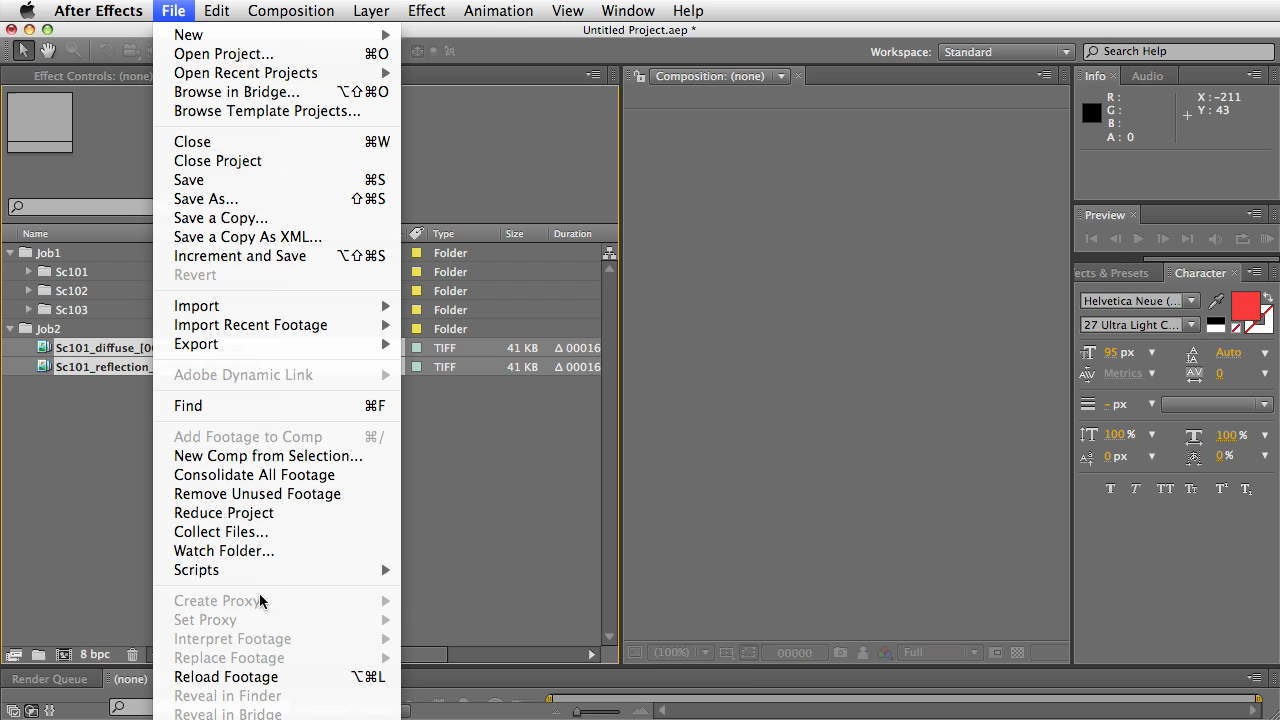 After Effects File Edit Composition Layer Effect Animation View Window Help
Untitled Project.aep *
Workspace: Standard Search Help
Effect Controls: (none)
Composition: (none)
Info Audio
R :
G :
B :
A : 0
X : -211
Y : 43
Preview
Effects & Presets Character
Helvetica Neue (...
27 Ultra Light C...
95 px Auto
Metrics 0
- px
100 % 100 %
0 px 0 %
T T TT Tr T¹ T₁
New
Open Project... ⌘O
Open Recent Projects
Browse in Bridge... ⌥⇧⌘O
Browse Template Projects...
Close ⌘W
Close Project
Save ⌘S
Save As... ⇧⌘S
Save a Copy...
Save a Copy As XML...
Increment and Save ⌥⇧⌘S
Revert
Import
Import Recent Footage
Export
Adobe Dynamic Link
Find ⌘F
Add Footage to Comp ⌘/
New Comp from Selection...
Consolidate All Footage
Remove Unused Footage
Reduce Project
Collect Files...
Watch Folder...
Scripts
Create Proxy
Set Proxy
Interpret Footage
Replace Footage
Reload Footage ⌥⌘L
Reveal in Finder
Reveal in Bridge
Name Type Size Duration
Job1 Folder
Sc101 Folder
Sc102 Folder
Sc103 Folder
Job2 Folder
Sc101_diffuse_[0 TIFF 41 KB Δ 00016
Sc101_reflection_ TIFF 41 KB Δ 00016
8 bpc
(100%) 00000 Full
Render Queue (none)